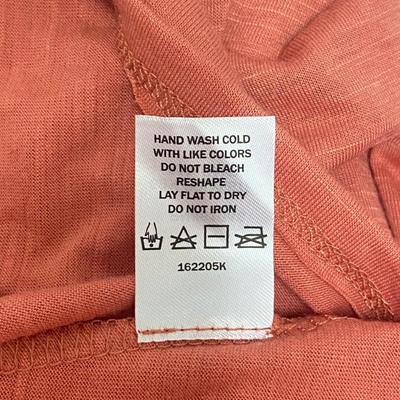 HAND WASH COLD
WITH LIKE COLORS
DO NOT BLEACH
RESHAPE
LAY FLAT TO DRY
DO NOT IRON
162205K